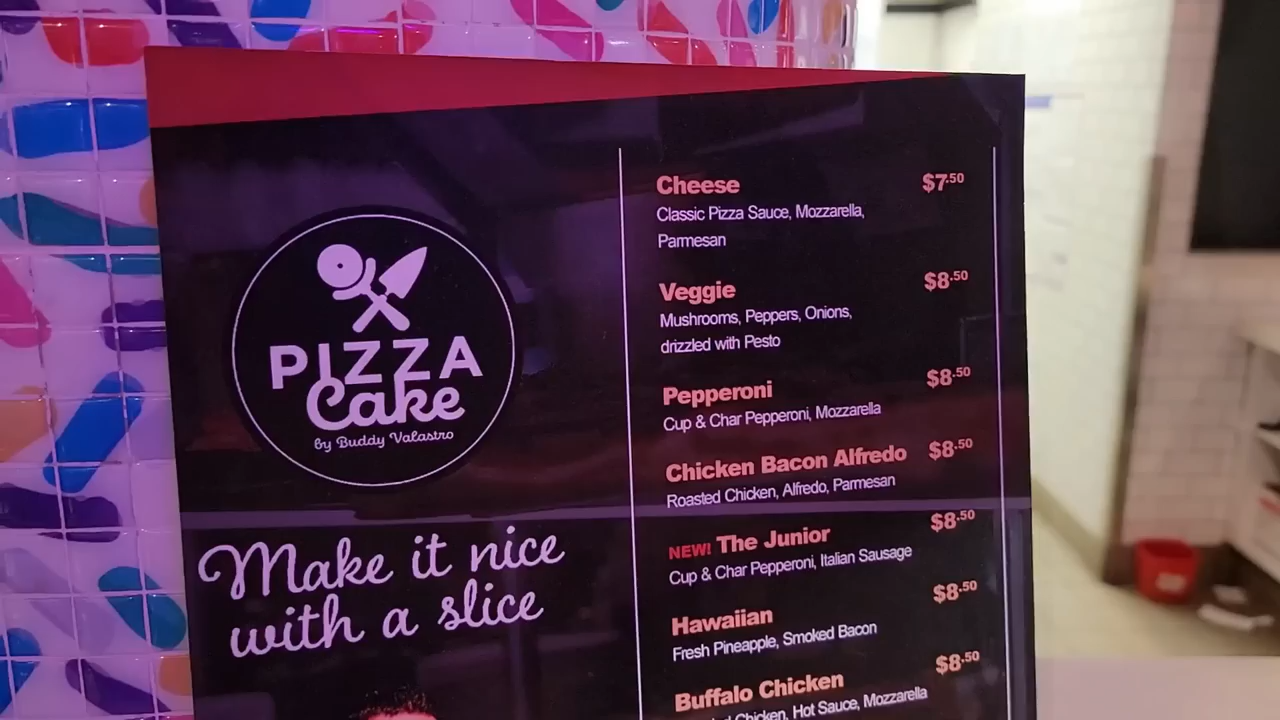 PIZZA
Cake
by Buddy Valastro
Make it nice
with a slice
Cheese $7.50
Classic Pizza Sauce, Mozzarella,
Parmesan
Veggie $8.50
Mushrooms, Peppers, Onions,
drizzled with Pesto
Pepperoni $8.50
Cup & Char Pepperoni, Mozzarella
Chicken Bacon Alfredo $8.50
Roasted Chicken, Alfredo, Parmesan
NEW! The Junior $8.50
Cup & Char Pepperoni, Italian Sausage
Hawaiian $8.50
Fresh Pineapple, Smoked Bacon
Buffalo Chicken $8.50
Chicken, Hot Sauce, Mozzarella